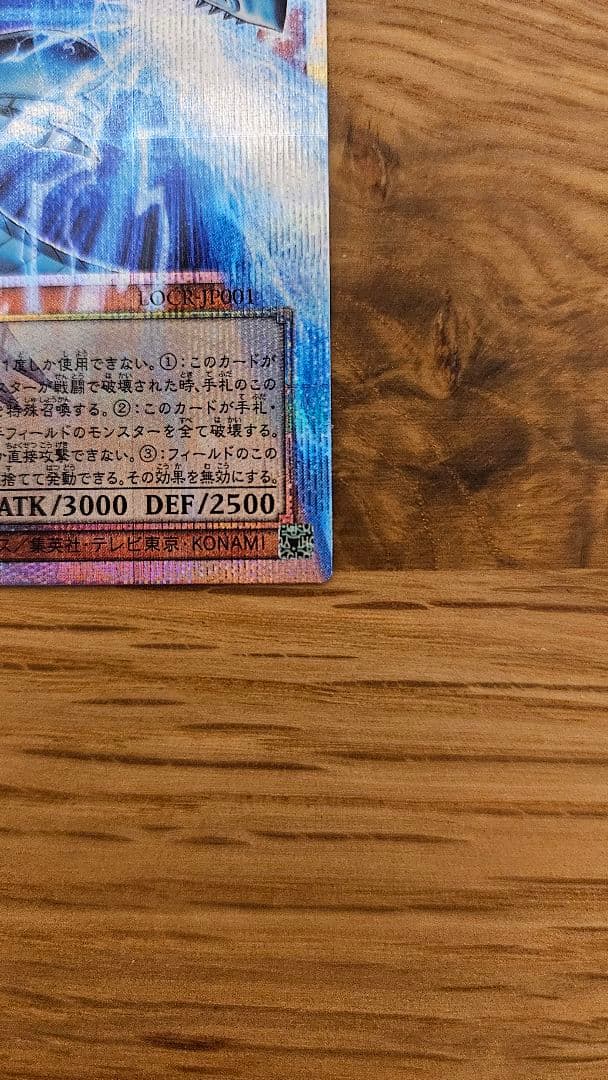 LOCR-JP001
1度しか使用できない。①：このカードが
スターが戦闘で破壊された時、手札のこの
特殊召喚する。②：このカードが手札・
手フィールドのモンスターを全て破壊する。
か直接攻撃できない。③：フィールドのこの
捨てて発動できる。その効果を無効にする。
ATK/3000 DEF/2500
ス／集英社・テレビ東京・KONAMI